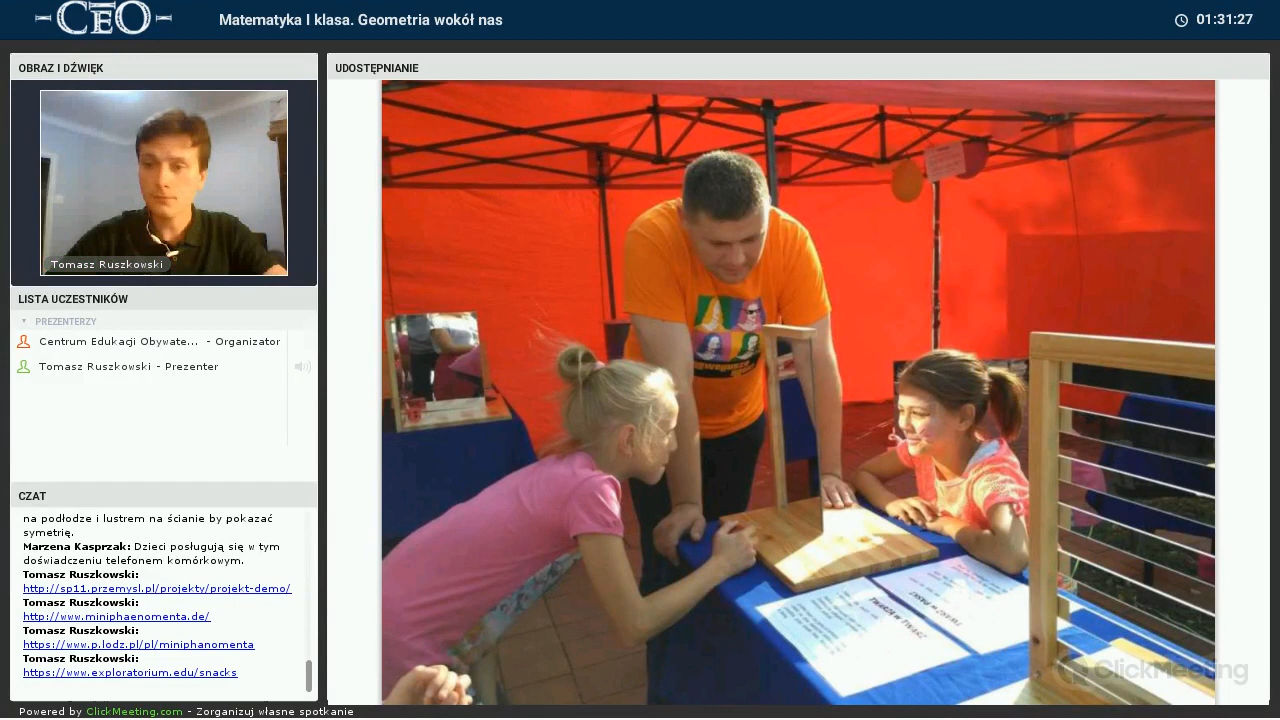 CEO
Matematyka I klasa. Geometria wokół nas
01:31:27
OBRAZ I DŹWIĘK
Tomasz Ruszkowski
LISTA UCZESTNIKÓW
PREZENTERZY
Centrum Edukacji Obywate... - Organizator
Tomasz Ruszkowski - Prezenter
CZAT
na podłodze i lustrem na ścianie by pokazać
symetrię.
Marzena Kasprzak: Dzieci posługują się w tym
doświadczeniu telefonem komórkowym.
Tomasz Ruszkowski:
http://sp11.przemysl.pl/projekty/projekt-demo/
Tomasz Ruszkowski:
http://www.miniphaenomenta.de/
Tomasz Ruszkowski:
https://www.p.lodz.pl/pl/miniphanomenta
Tomasz Ruszkowski:
https://www.exploratorium.edu/snacks
Powered by ClickMeeting.com - Zorganizuj własne spotkanie
UDOSTĘPNIANIE
TWARZĄ W TWARZ
TWARZĄ W TWARZ
ClickMeeting